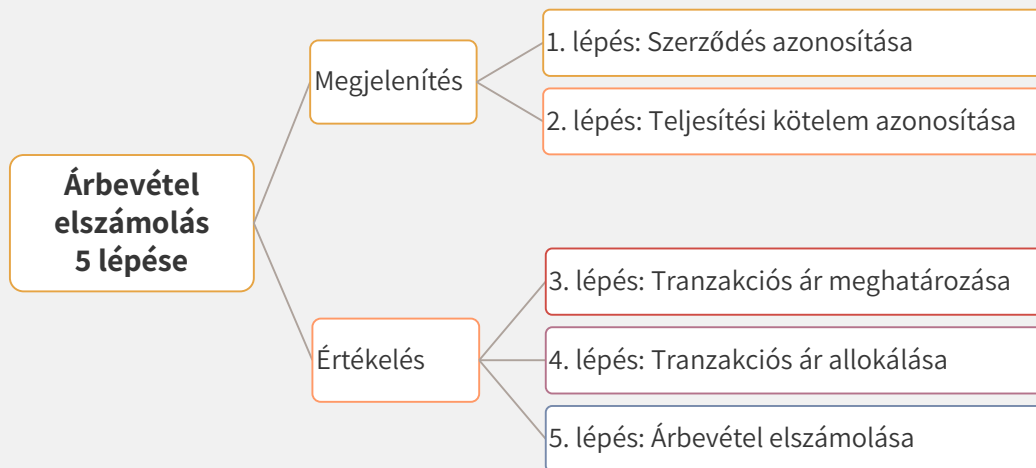 Árbevétel
elszámolás
5 lépése
Megjelenítés
1. lépés: Szerződés azonosítása
2. lépés: Teljesítési kötelem azonosítása
Értékelés
3. lépés: Tranzakciós ár meghatározása
4. lépés: Tranzakciós ár allokálása
5. lépés: Árbevétel elszámolása